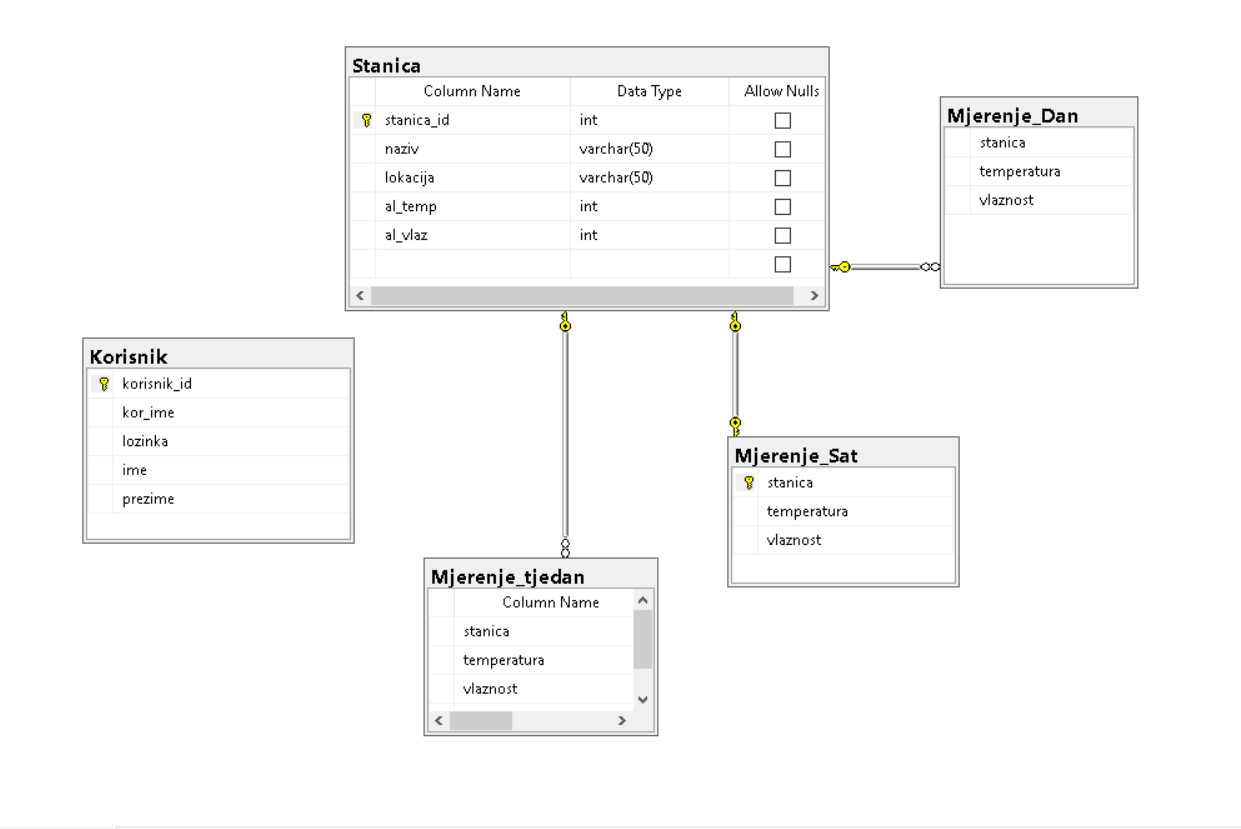 Stanica
Column Name Data Type Allow Nulls
stanica_id int
naziv varchar(50)
lokacija varchar(50)
al_temp int
al_vlaz int
Mjerenje_Dan
stanica
temperatura
vlaznost
Korisnik
korisnik_id
kor_ime
lozinka
ime
prezime
Mjerenje_Sat
stanica
temperatura
vlaznost
Mjerenje_tjedan
Column Name
stanica
temperatura
vlaznost